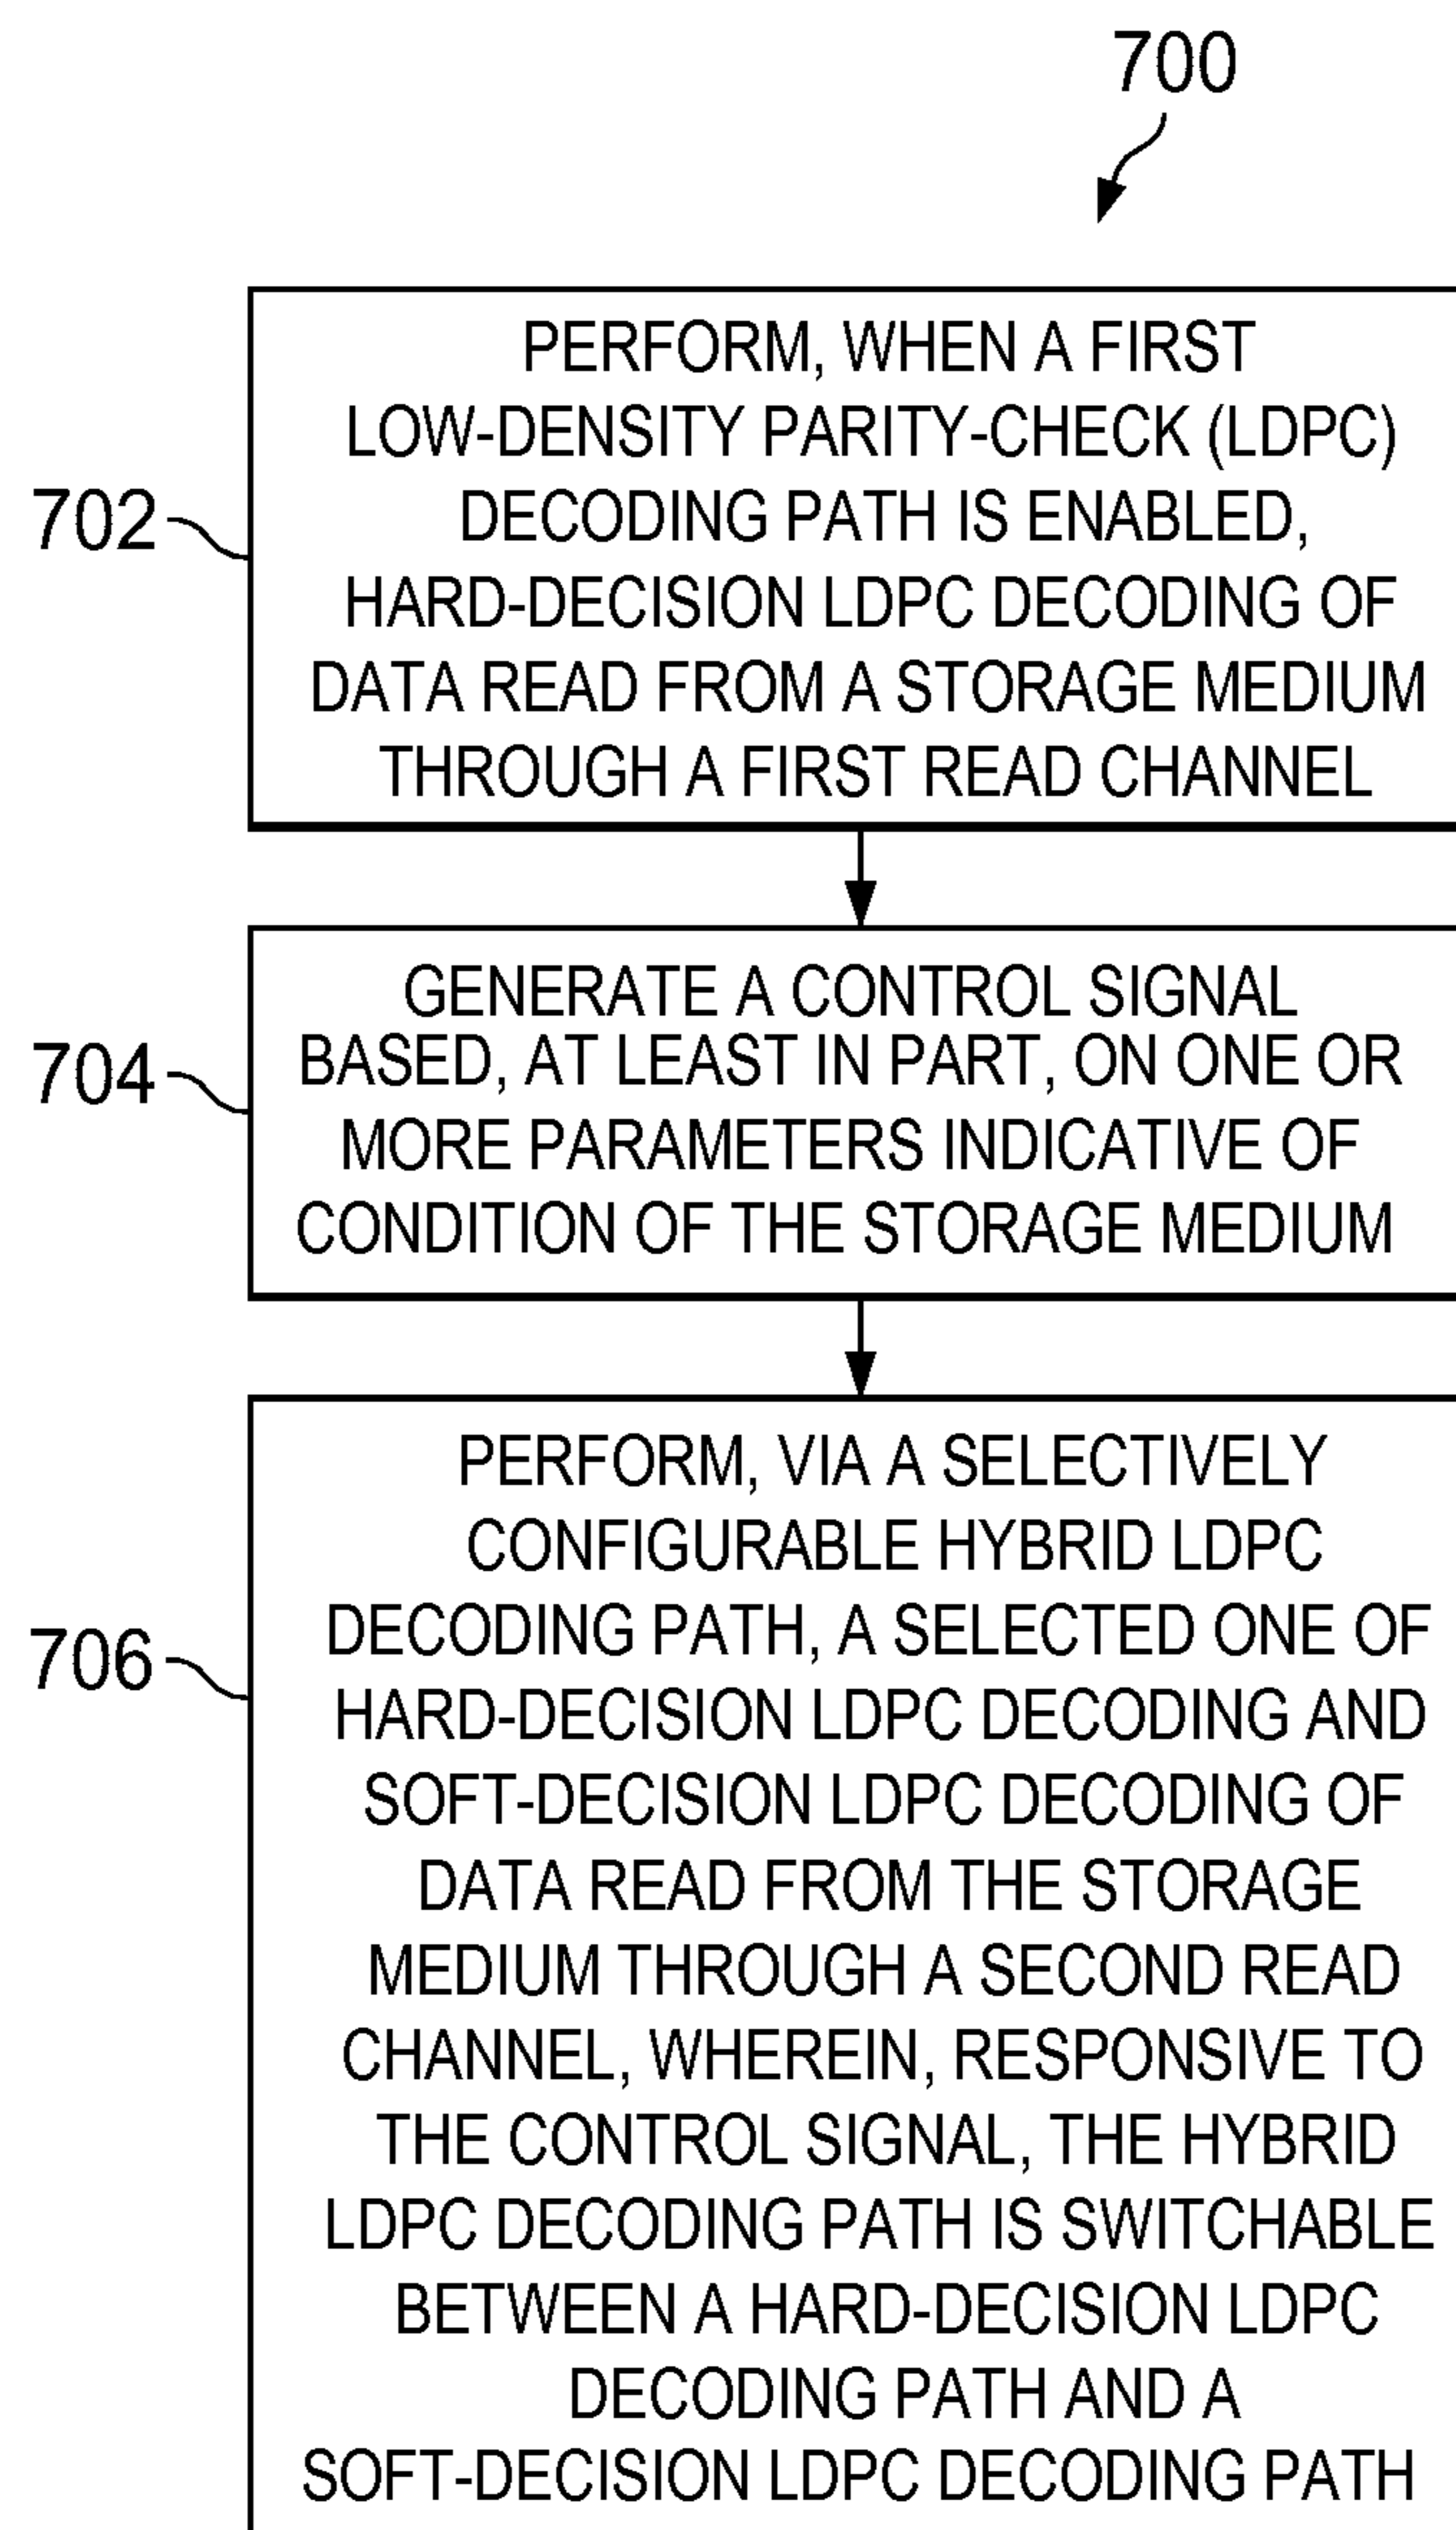 700
702
PERFORM, WHEN A FIRST
LOW-DENSITY PARITY-CHECK (LDPC)
DECODING PATH IS ENABLED,
HARD-DECISION LDPC DECODING OF
DATA READ FROM A STORAGE MEDIUM
THROUGH A FIRST READ CHANNEL
704
GENERATE A CONTROL SIGNAL
BASED, AT LEAST IN PART, ON ONE OR
MORE PARAMETERS INDICATIVE OF
CONDITION OF THE STORAGE MEDIUM
706
PERFORM, VIA A SELECTIVELY
CONFIGURABLE HYBRID LDPC
DECODING PATH, A SELECTED ONE OF
HARD-DECISION LDPC DECODING AND
SOFT-DECISION LDPC DECODING OF
DATA READ FROM THE STORAGE
MEDIUM THROUGH A SECOND READ
CHANNEL, WHEREIN, RESPONSIVE TO
THE CONTROL SIGNAL, THE HYBRID
LDPC DECODING PATH IS SWITCHABLE
BETWEEN A HARD-DECISION LDPC
DECODING PATH AND A
SOFT-DECISION LDPC DECODING PATH